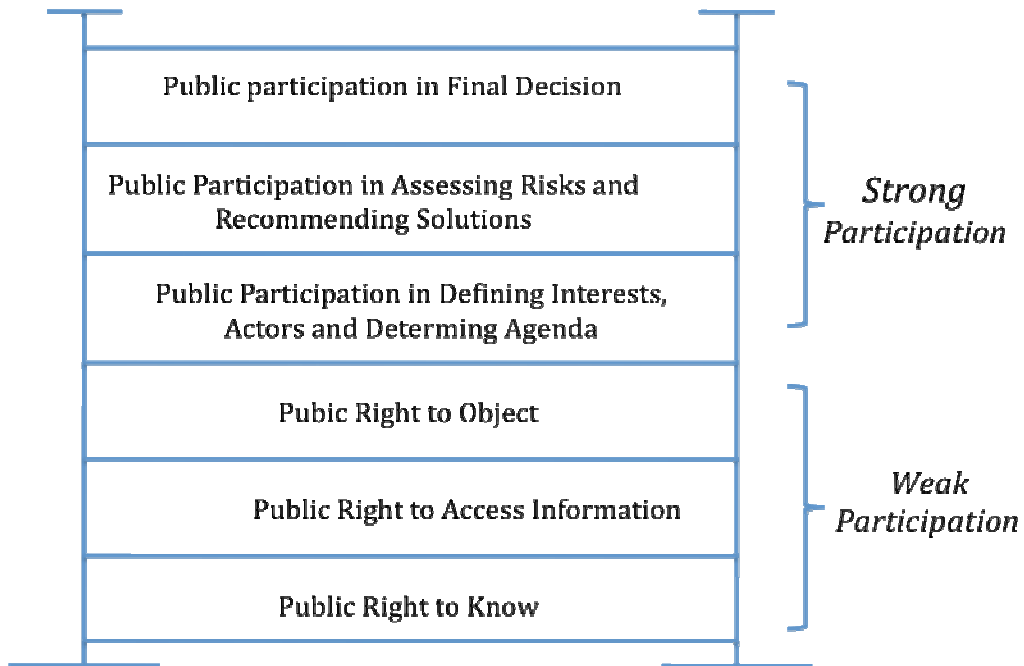 Public participation in Final Decision
Public Participation in Assessing Risks and
Recommending Solutions
Public Participation in Defining Interests,
Actors and Determing Agenda
Strong
Participation
Pubic Right to Object
Public Right to Access Information
Public Right to Know
Weak
Participation